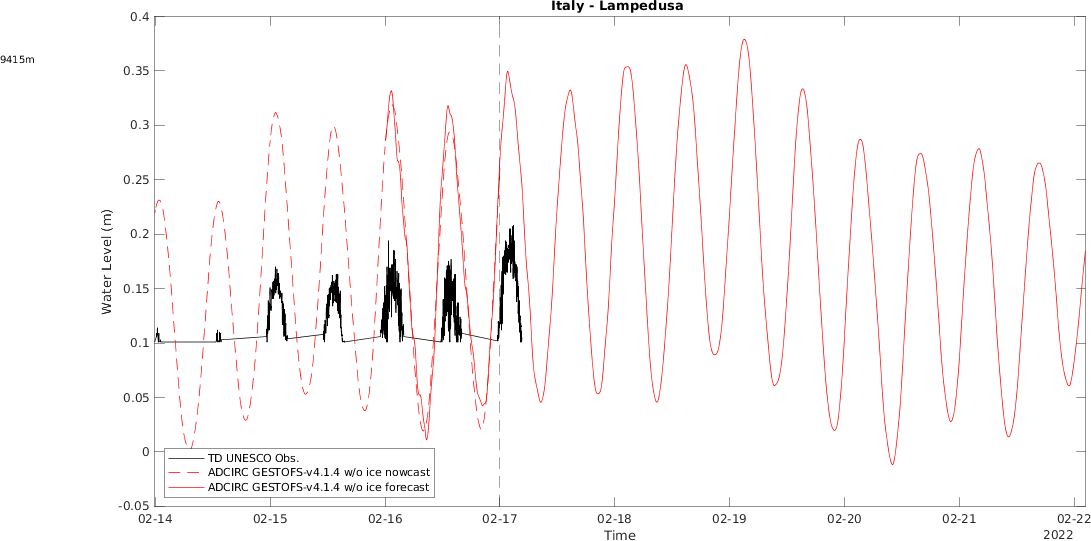 Italy - Lampedusa
9415m
0.4
0.35
0.3
0.25
0.2
0.15
0.1
0.05
0
-0.05
Water Level (m)
TD UNESCO Obs.
ADCIRC GESTOFS-v4.1.4 w/o ice nowcast
ADCIRC GESTOFS-v4.1.4 w/o ice forecast
02-14 02-15 02-16 02-17 02-18 02-19 02-20 02-21 02-22
Time
2022